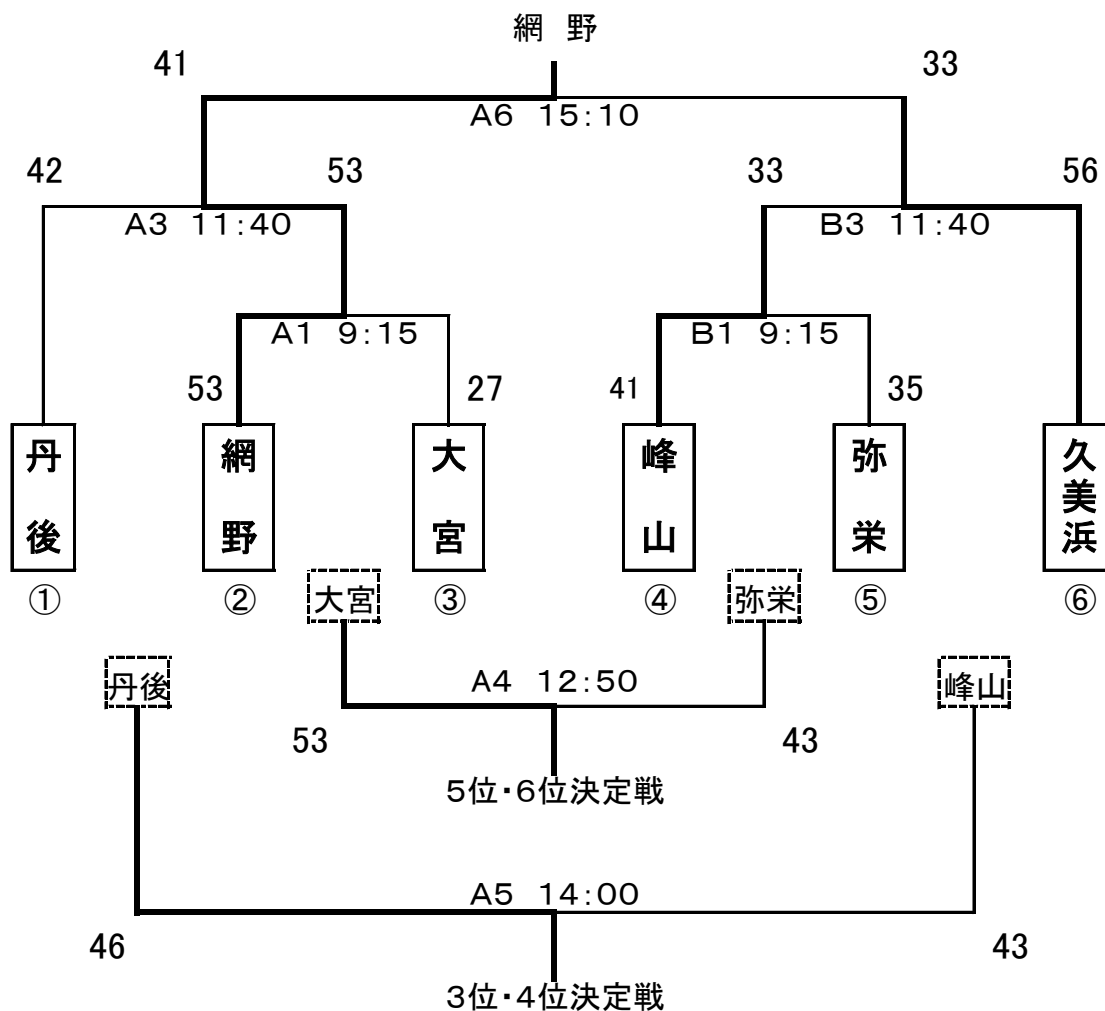 網 野
41
33
A6 15:10
42
53
33
56
A3 11:40
B3 11:40
A1 9:15
B1 9:15
53
27
41
35
丹後
網野
大宮
峰山
弥栄
久美浜
①
②
大宮
③
④
弥栄
⑤
⑥
丹後
A4 12:50
峰山
53
43
5位・6位決定戦
A5 14:00
46
43
3位・4位決定戦